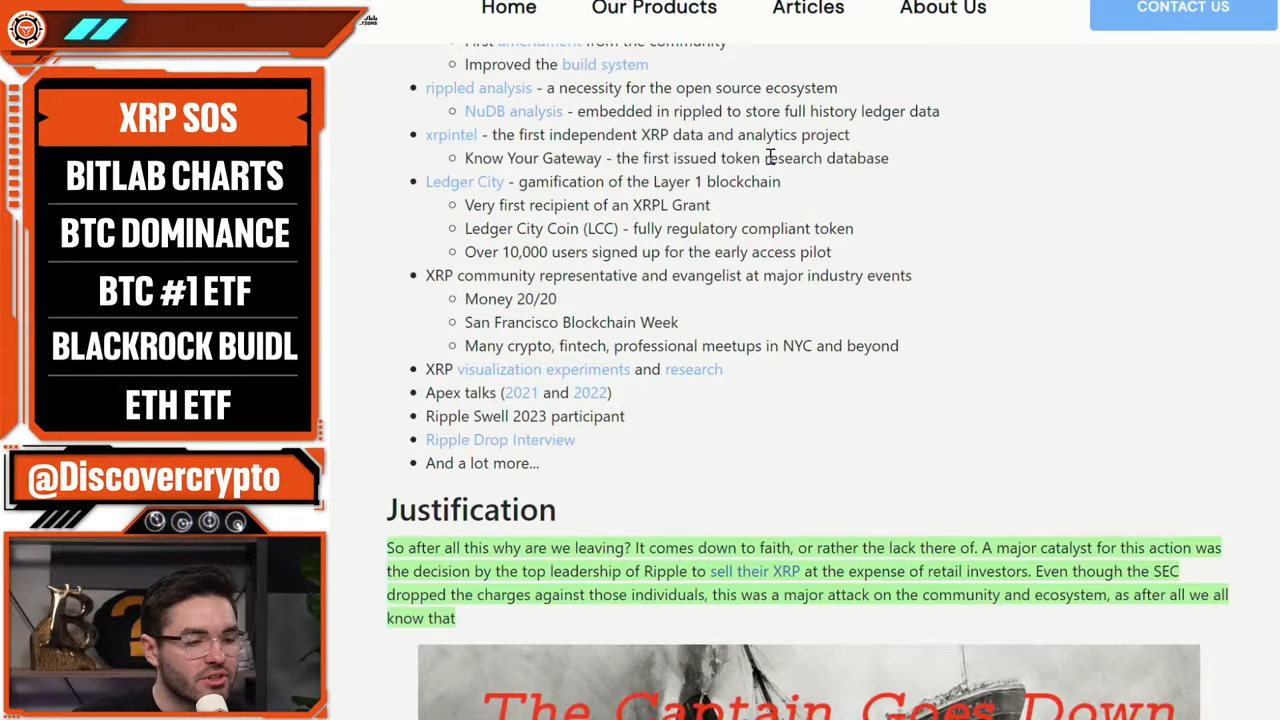 Home
Our Products
Articles
About Us
CONTACT US
XRP SOS
BITLAB CHARTS
BTC DOMINANCE
BTC #1 ETF
BLACKROCK BUIDL
ETH ETF
@Discovercrypto
First amendment from the community
Improved the build system
rippled analysis - a necessity for the open source ecosystem
NuDB analysis - embedded in rippled to store full history ledger data
xrpintel - the first independent XRP data and analytics project
Know Your Gateway - the first issued token research database
Ledger City - gamification of the Layer 1 blockchain
Very first recipient of an XRPL Grant
Ledger City Coin (LCC) - fully regulatory compliant token
Over 10,000 users signed up for the early access pilot
XRP community representative and evangelist at major industry events
Money 20/20
San Francisco Blockchain Week
Many crypto, fintech, professional meetups in NYC and beyond
XRP visualization experiments and research
Apex talks (2021 and 2022)
Ripple Swell 2023 participant
Ripple Drop Interview
And a lot more...
Justification
So after all this why are we leaving? It comes down to faith, or rather the lack there of. A major catalyst for this action was
the decision by the top leadership of Ripple to sell their XRP at the expense of retail investors. Even though the SEC
dropped the charges against those individuals, this was a major attack on the community and ecosystem, as after all we all
know that
The Captain Goes Down